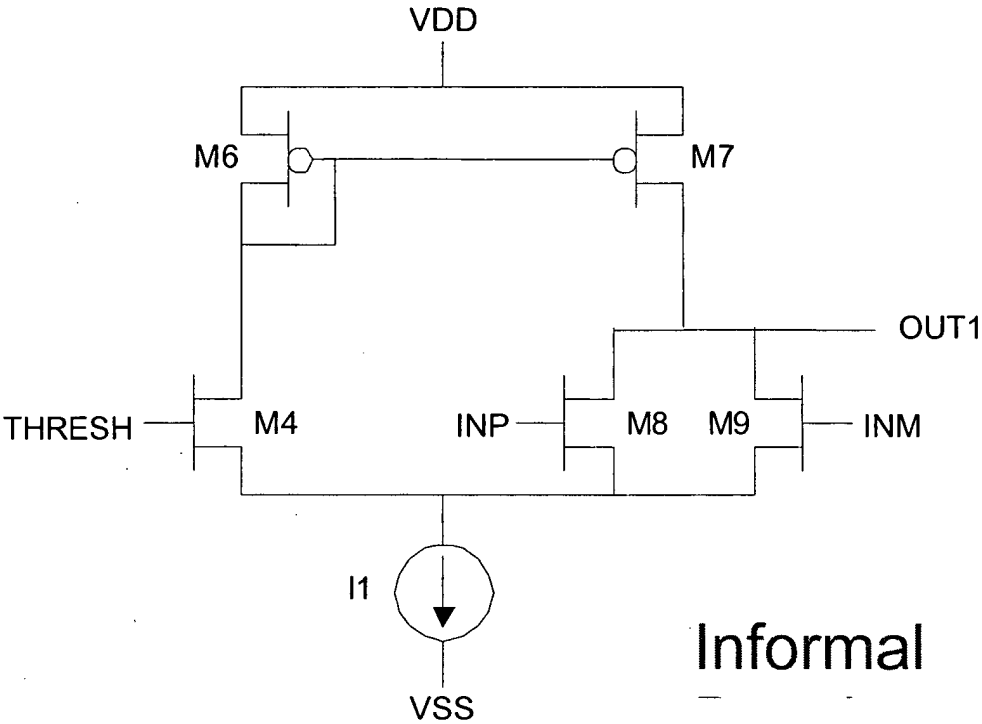 VDD
M6
M7
OUT1
THRESH
M4
INP
M8
M9
INM
I1
Informal
VSS